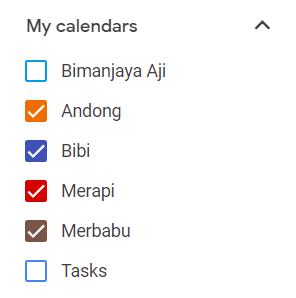 My calendars
Bimanjaya Aji
Andong
Bibi
Merapi
Merbabu
Tasks